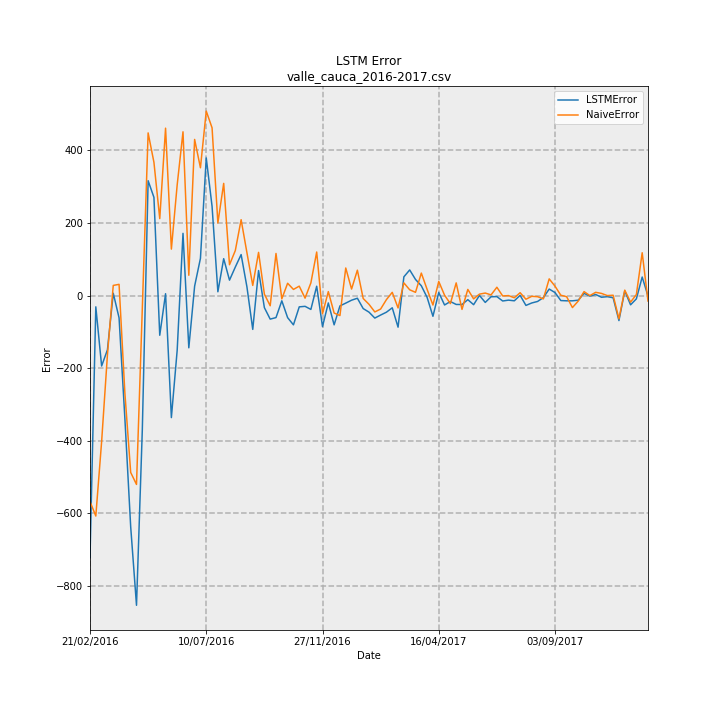 LSTM Error
valle_cauca_2016-2017.csv
LSTMError
NaiveError
400
200
0
−200
−400
−600
−800
Error
21/02/2016
10/07/2016
27/11/2016
16/04/2017
03/09/2017
Date